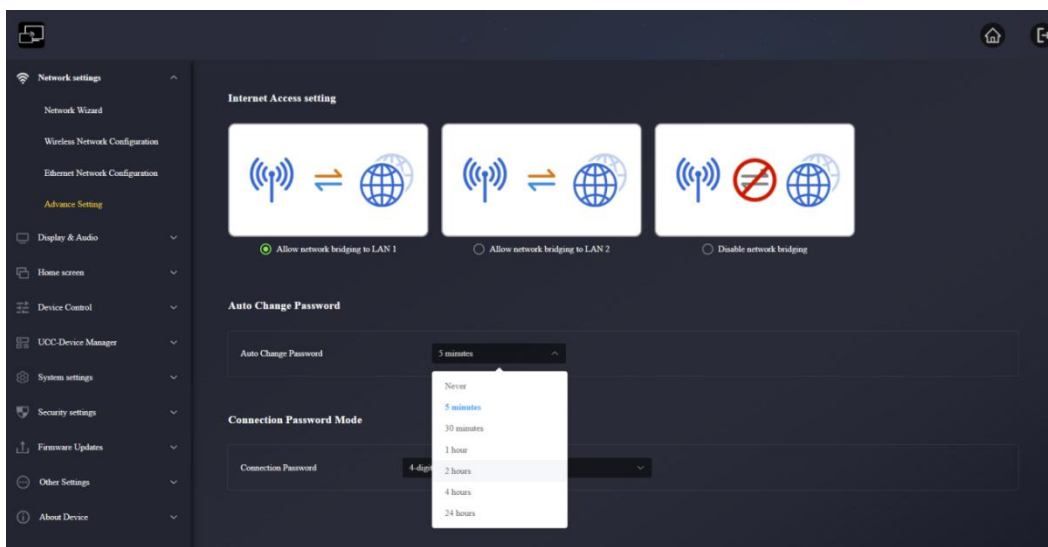 Network settings
Network Wizard
Wireless Network Configuration
Ethernet Network Configuration
Advance Setting
Display & Audio
Home screen
Device Control
UCC-Device Manager
System settings
Security settings
Firmware Updates
Other Settings
About Device
Internet Access setting
Allow network bridging to LAN 1
Allow network bridging to LAN 2
Disable network bridging
Auto Change Password
Auto Change Password
5 minutes
Never
5 minutes
30 minutes
1 hour
2 hours
4 hours
24 hours
Connection Password Mode
Connection Password
4-digit